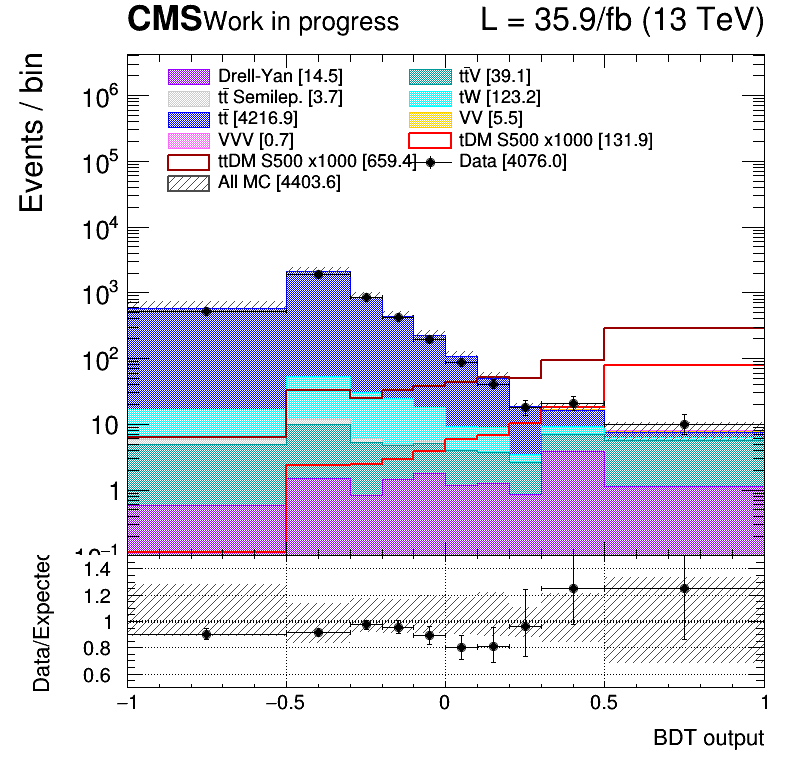 CMS Work in progress L = 35.9/fb (13 TeV)
Events / bin
Drell-Yan [14.5] tt̄V [39.1]
tt̄ Semilep. [3.7] tW [123.2]
tt̄ [4216.9] VV [5.5]
VVV [0.7] tDM S500 x1000 [131.9]
ttDM S500 x1000 [659.4] Data [4076.0]
All MC [4403.6]
10⁶
10⁵
10⁴
10³
10²
10
1
10⁻¹
Data/Expected
1.4
1.2
1
0.8
0.6
−1 −0.5 0 0.5 1
BDT output